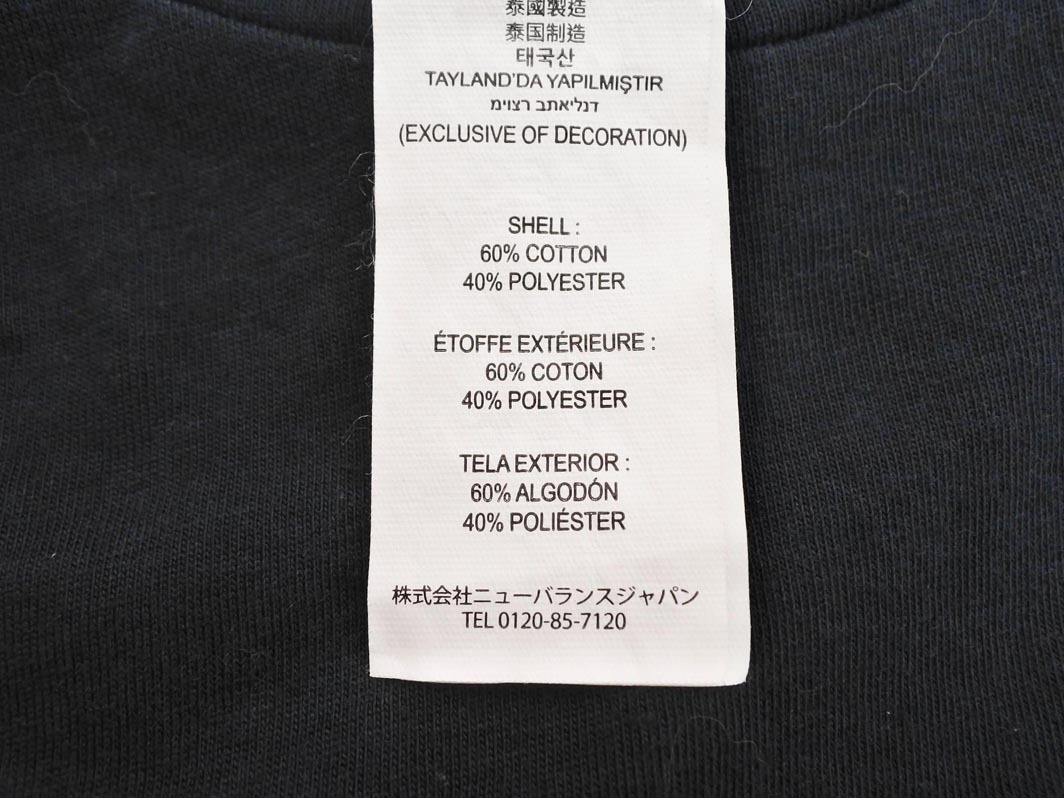 泰國製造
泰国制造
태국산
TAYLAND'DA YAPILMIŞTIR
מיוצר בתאילנד
(EXCLUSIVE OF DECORATION)
SHELL :
60% COTTON
40% POLYESTER
ÉTOFFE EXTÉRIEURE :
60% COTON
40% POLYESTER
TELA EXTERIOR :
60% ALGODÓN
40% POLIÉSTER
株式会社ニューバランスジャパン
TEL 0120-85-7120